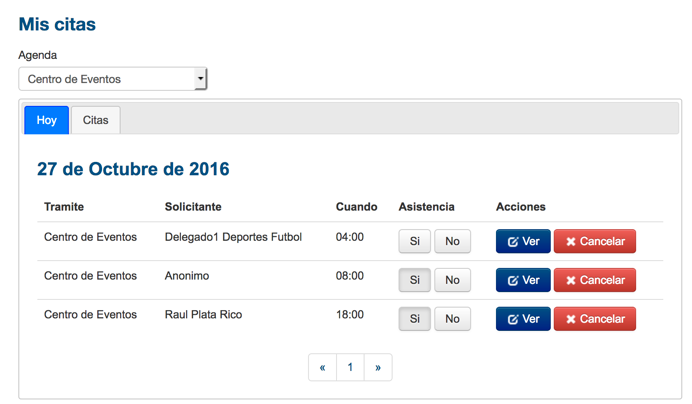 Mis citas
Agenda
Centro de Eventos
Hoy Citas
27 de Octubre de 2016
Tramite Solicitante Cuando Asistencia Acciones
Centro de Eventos Delegado1 Deportes Futbol 04:00 Si No Ver Cancelar
Centro de Eventos Anonimo 08:00 Si No Ver Cancelar
Centro de Eventos Raul Plata Rico 18:00 Si No Ver Cancelar
« 1 »